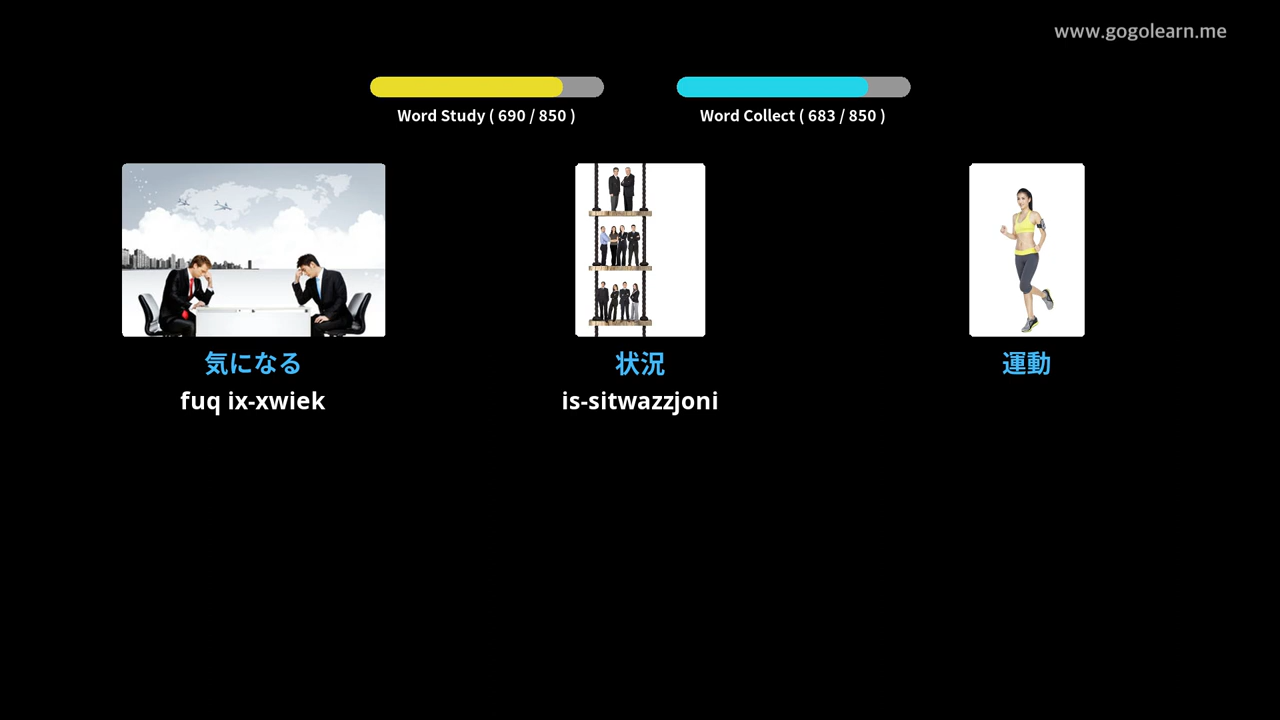 www.gogolearn.me
Word Study ( 690 / 850 )
Word Collect ( 683 / 850 )
気になる
fuq ix-xwiek
状況
is-sitwazzjoni
運動